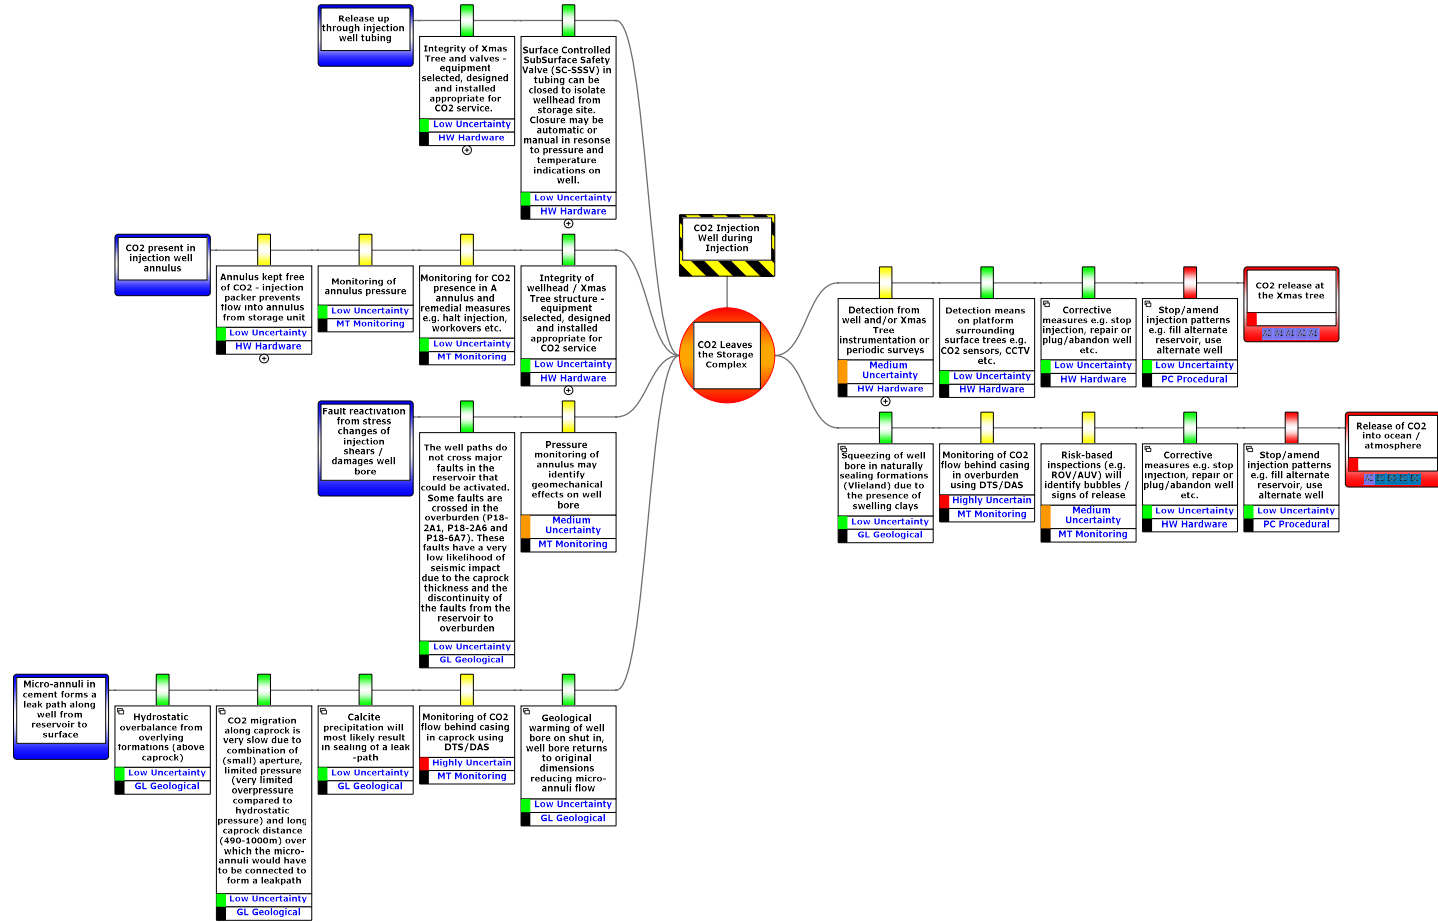 Release up
through injection
well tubing
Integrity of Xmas
Tree and valves -
equipment
selected, designed
and installed
appropriate for
CO2 service.
Low Uncertainty
HW Hardware
Surface Controlled
SubSurface Safety
Valve (SC-SSSV) in
tubing can be
closed to isolate
wellhead from
storage site.
Closure may be
automatic or
manual in resonse
to pressure and
temperature
indications on
well.
Low Uncertainty
HW Hardware
CO2 present in
injection well
annulus
Annulus kept free
of CO2 - injection
packer prevents
flow into annulus
from storage unit
Low Uncertainty
HW Hardware
Monitoring of
annulus pressure
Low Uncertainty
MT Monitoring
Monitoring for CO2
presence in A
annulus and
remedial measures
e.g. halt injection,
workovers etc.
Low Uncertainty
MT Monitoring
Integrity of
wellhead / Xmas
Tree structure -
equipment
selected, designed
and installed
appropriate for
CO2 service
Low Uncertainty
HW Hardware
Fault reactivation
from stress
changes of
injection
shears /
damages well
bore
The well paths do
not cross major
faults in the
reservoir that
could be activated.
Some faults are
crossed in the
overburden (P18-
2A1, P18-2A6 and
P18-6A7). These
faults have a very
low likelihood of
seismic impact
due to the caprock
thickness and the
discontinuity of
the faults from the
reservoir to
overburden
Low Uncertainty
GL Geological
Pressure
monitoring of
annulus may
identify
geomechanical
effects on well
bore
Medium
Uncertainty
MT Monitoring
Micro-annuli in
cement forms a
leak path along
well from
reservoir to
surface
Hydrostatic
overbalance from
overlying
formations (above
caprock)
Low Uncertainty
GL Geological
CO2 migration
along caprock is
very slow due to
combination of
(small) aperture,
limited pressure
(very limited
overpressure
compared to
hydrostatic
pressure) and long
caprock distance
(490-1000m) over
which the micro-
annuli would have
to be connected to
form a leakpath
Low Uncertainty
GL Geological
Calcite
precipitation will
most likely result
in sealing of a leak
-path
Low Uncertainty
GL Geological
Monitoring of CO2
flow behind casing
in caprock using
DTS/DAS
Highly Uncertain
MT Monitoring
Geological
warming of well
bore on shut in,
well bore returns
to original
dimensions
reducing micro-
annuli flow
Low Uncertainty
GL Geological
CO2 Injection
Well during
Injection
CO2 Leaves
the Storage
Complex
Detection from
well and/or Xmas
Tree
instrumentation or
periodic surveys
Medium
Uncertainty
HW Hardware
Detection means
on platform
surrounding
surface trees e.g.
CO2 sensors, CCTV
etc.
Low Uncertainty
HW Hardware
Corrective
measures e.g. stop
injection, repair or
plug/abandon well
etc.
Low Uncertainty
HW Hardware
Stop/amend
injection patterns
e.g. fill alternate
reservoir, use
alternate well
Low Uncertainty
PC Procedural
CO2 release at
the Xmas tree
Squeezing of well
bore in naturally
sealing formations
(Vlieland) due to
the presence of
swelling clays
Low Uncertainty
GL Geological
Monitoring of CO2
flow behind casing
in overburden
using DTS/DAS
Highly Uncertain
MT Monitoring
Risk-based
inspections (e.g.
ROV/AUV) will
identify bubbles /
signs of release
Medium
Uncertainty
MT Monitoring
Corrective
measures e.g. stop
injection, repair or
plug/abandon well
etc.
Low Uncertainty
HW Hardware
Stop/amend
injection patterns
e.g. fill alternate
reservoir, use
alternate well
Low Uncertainty
PC Procedural
Release of CO2
into ocean /
atmosphere